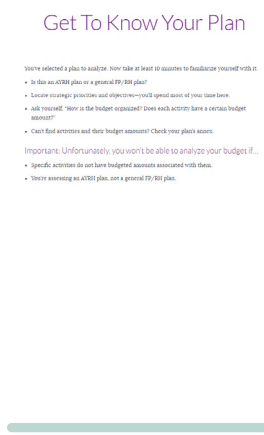 Get To Know Your Plan
You've selected a plan to analyze. Now take at least 10 minutes to familiarize yourself with it.
• Is this an AYRH plan or a general FP/RH plan?
• Locate strategic priorities and objectives—you'll spend most of your time here.
• Ask yourself, "How is the budget organized? Does each activity have a certain budget
amount?"
• Can't find activities and their budget amounts? Check your plan's annex.
Important: Unfortunately, you won't be able so analyze your budget if...
• Specific activities do not have budgeted amounts associated with them.
• You're assessing an AYRH plan, not a general FP/RH plan.